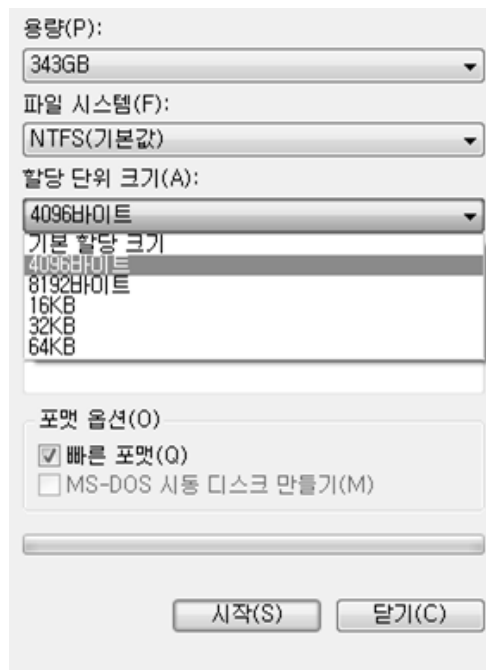 용량(P):
343GB
파일 시스템(F):
NTFS(기본값)
할당 단위 크기(A):
4096바이트
기본 할당 크기
4096바이트
8192바이트
16KB
32KB
64KB
포맷 옵션(O)
빠른 포맷(Q)
MS-DOS 시동 디스크 만들기(M)
시작(S)
닫기(C)